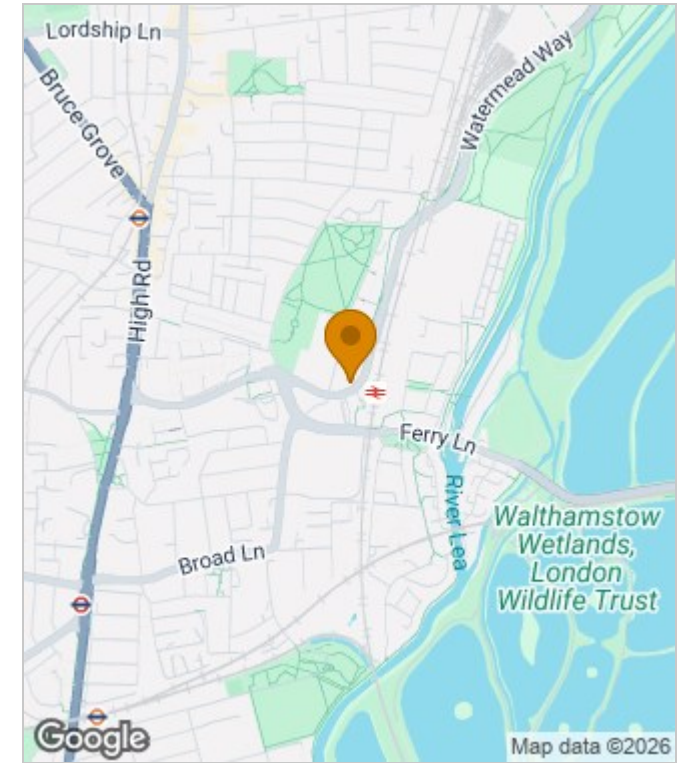 Lordship Ln
Bruce Grove
Watermead Way
High Rd
Ferry Ln
River Lea
Walthamstow
Wetlands,
London
Wildlife Trust
Broad Ln
Google
Map data ©2026